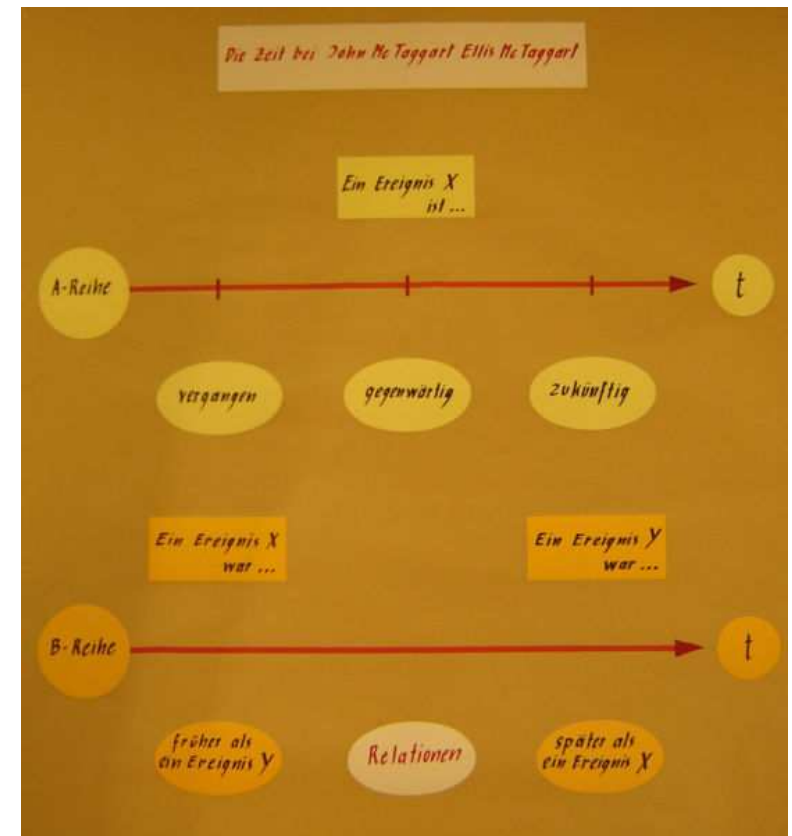 Die Zeit bei John Mc Taggart Ellis Mc Taggart
Ein Ereignis X
ist ...
A-Reihe
t
vergangen
gegenwärtig
zukünftig
Ein Ereignis X
war ...
Ein Ereignis Y
war ...
B-Reihe
t
früher als
ein Ereignis Y
Relationen
später als
ein Ereignis X